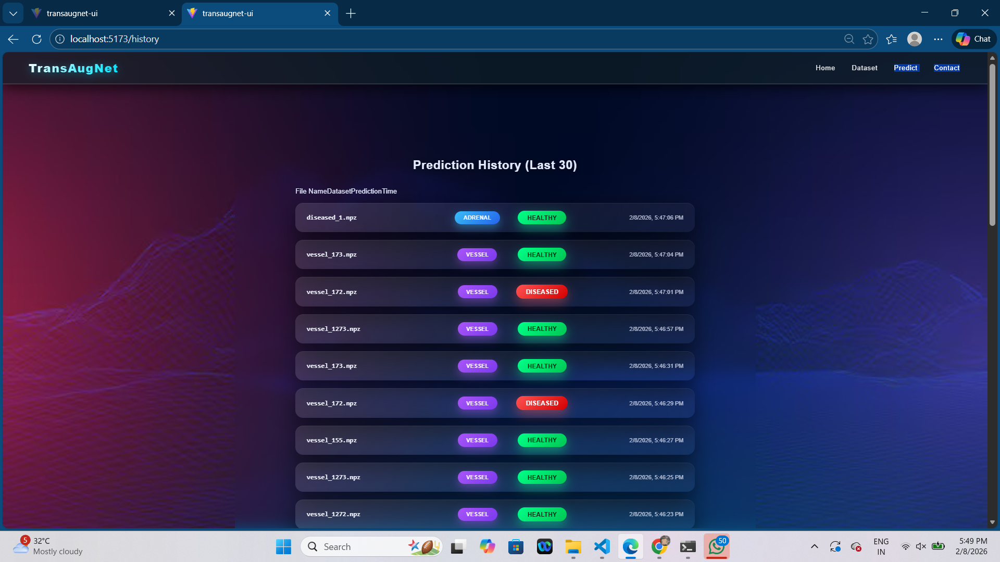 transaugnet-ui
transaugnet-ui
localhost:5173/history
Chat
TransAugNet
Home Dataset Predict Contact
Prediction History (Last 30)
File NameDatasetPredictionTime
diseased_1.npz ADRENAL HEALTHY 2/8/2026, 5:47:06 PM
vessel_173.npz VESSEL HEALTHY 2/8/2026, 5:47:04 PM
vessel_172.npz VESSEL DISEASED 2/8/2026, 5:47:01 PM
vessel_1273.npz VESSEL HEALTHY 2/8/2026, 5:46:57 PM
vessel_173.npz VESSEL HEALTHY 2/8/2026, 5:46:31 PM
vessel_172.npz VESSEL DISEASED 2/8/2026, 5:46:29 PM
vessel_155.npz VESSEL HEALTHY 2/8/2026, 5:46:27 PM
vessel_1273.npz VESSEL HEALTHY 2/8/2026, 5:46:25 PM
vessel_1272.npz VESSEL HEALTHY 2/8/2026, 5:46:23 PM
5
32°C
Mostly cloudy
Search
50
ENG
IN
5:49 PM
2/8/2026